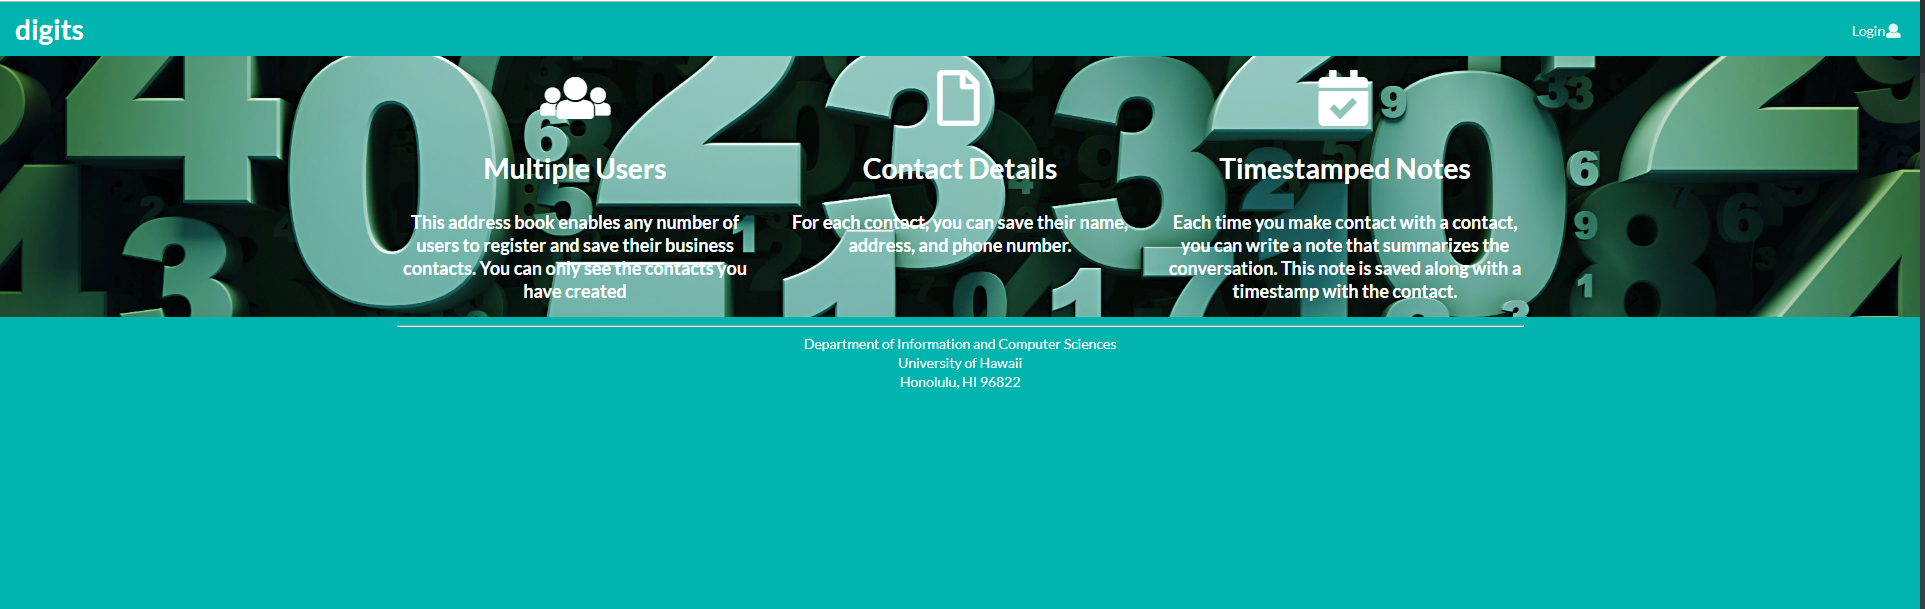 digits
Login
Multiple Users
This address book enables any number of
users to register and save their business
contacts. You can only see the contacts you
have created
Contact Details
For each contact, you can save their name,
address, and phone number.
Timestamped Notes
Each time you make contact with a contact,
you can write a note that summarizes the
conversation. This note is saved along with a
timestamp with the contact.
Department of Information and Computer Sciences
University of Hawaii
Honolulu, HI 96822